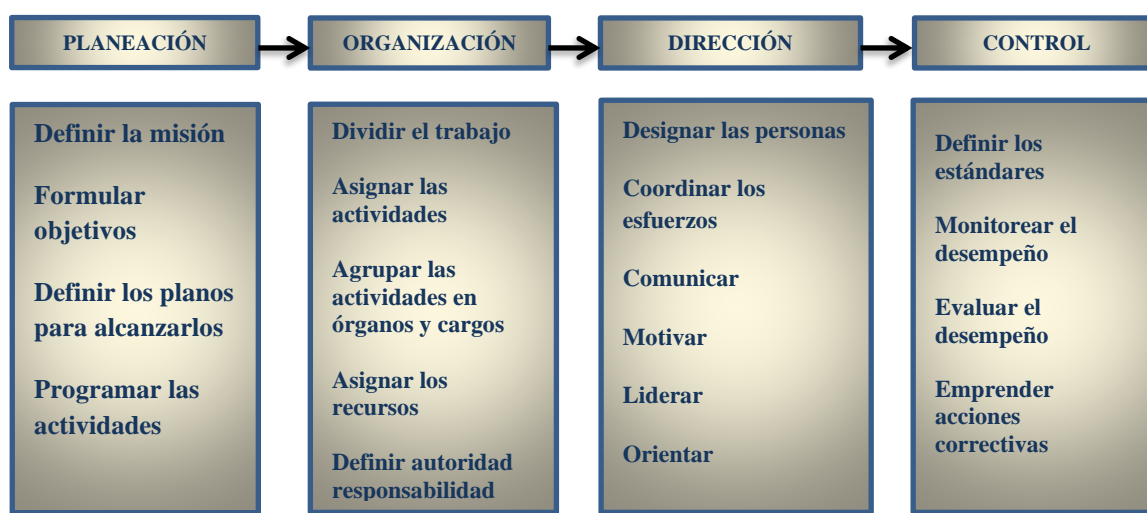 PLANEACIÓN
ORGANIZACIÓN
DIRECCIÓN
CONTROL
Definir la misión
Formular
objetivos
Definir los planos
para alcanzarlos
Programar las
actividades
Dividir el trabajo
Asignar las
actividades
Agrupar las
actividades en
órganos y cargos
Asignar los
recursos
Definir autoridad
responsabilidad
Designar las personas
Coordinar los
esfuerzos
Comunicar
Motivar
Liderar
Orientar
Definir los
estándares
Monitorear el
desempeño
Evaluar el
desempeño
Emprender
acciones
correctivas